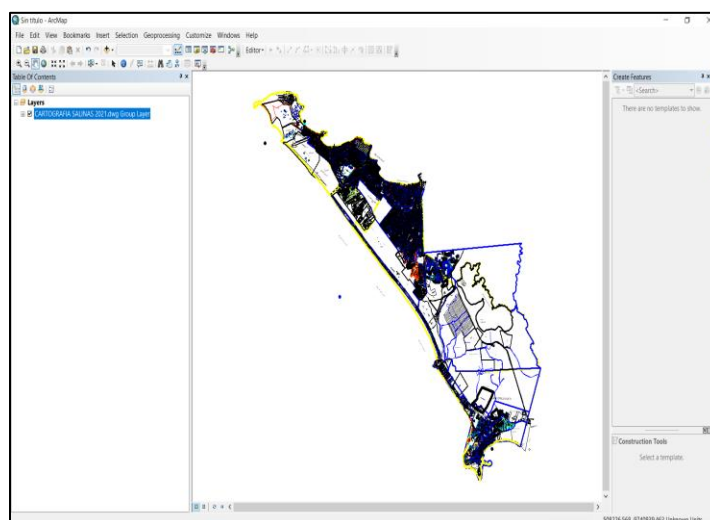 Sin título - ArcMap
File Edit View Bookmarks Insert Selection Geoprocessing Customize Windows Help
Editor
Table Of Contents
Layers
CARTOGRAFIA SALINAS 2021.dwg Group Layer
Create Features
<Search>
There are no templates to show.
Construction Tools
Select a template.
Unknown Units